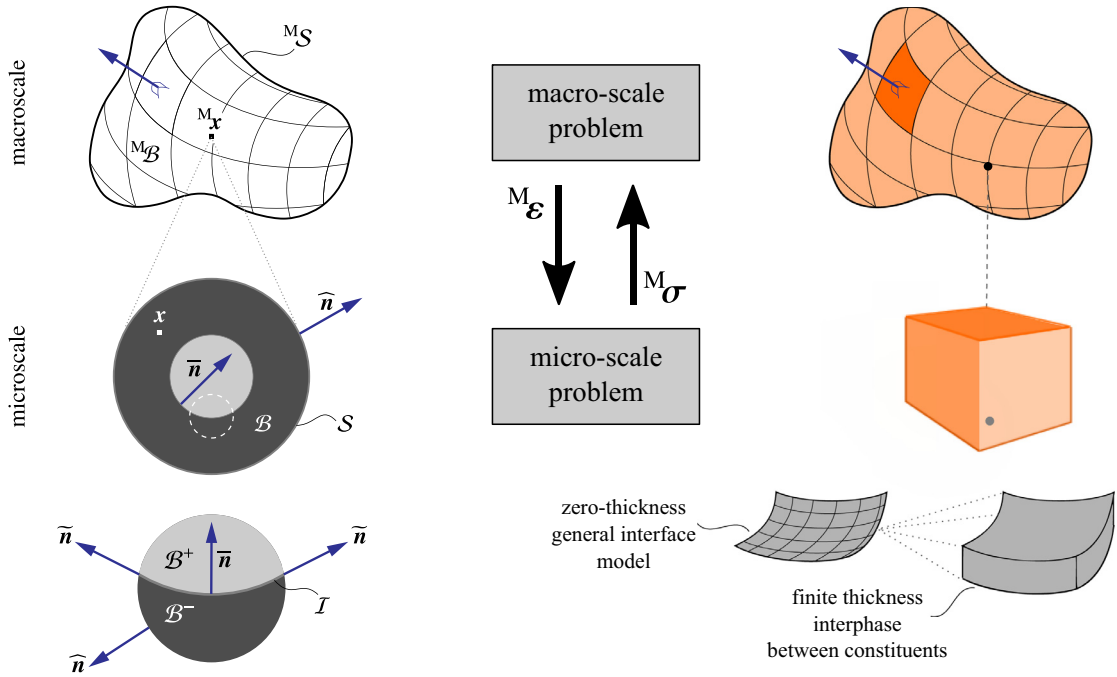 macroscale
ᴹ𝒮
ᴹx
ᴹℬ
macro-scale
problem
ᴹε
ᴹσ
microscale
x
n̂
n̄
ℬ
𝒮
micro-scale
problem
ñ
ñ
ℬ⁺
n̄
ℬ⁻
ℐ
n̂
zero-thickness
general interface
model
finite thickness
interphase
between constituents